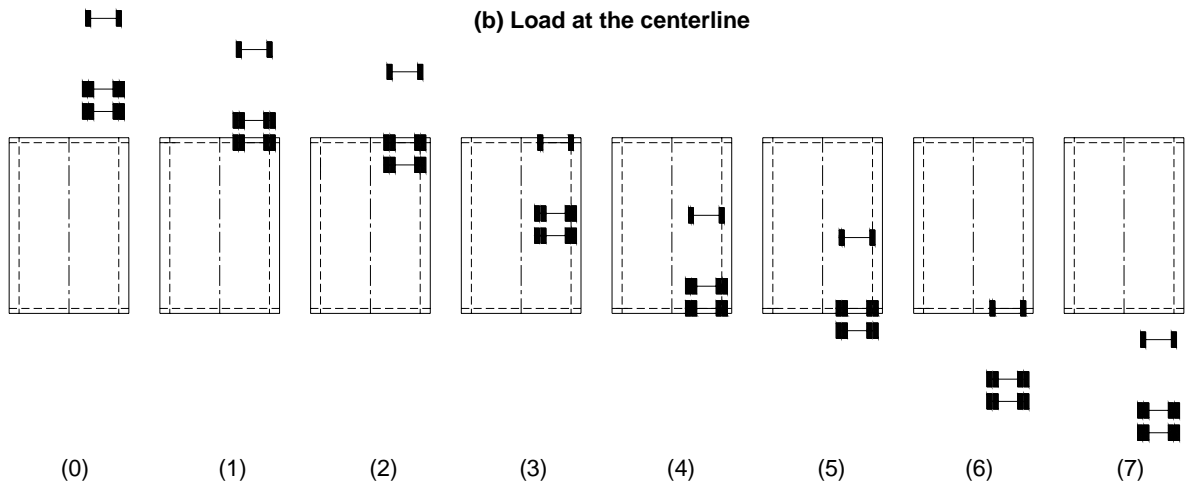 (b) Load at the centerline
(0) (1) (2) (3) (4) (5) (6) (7)